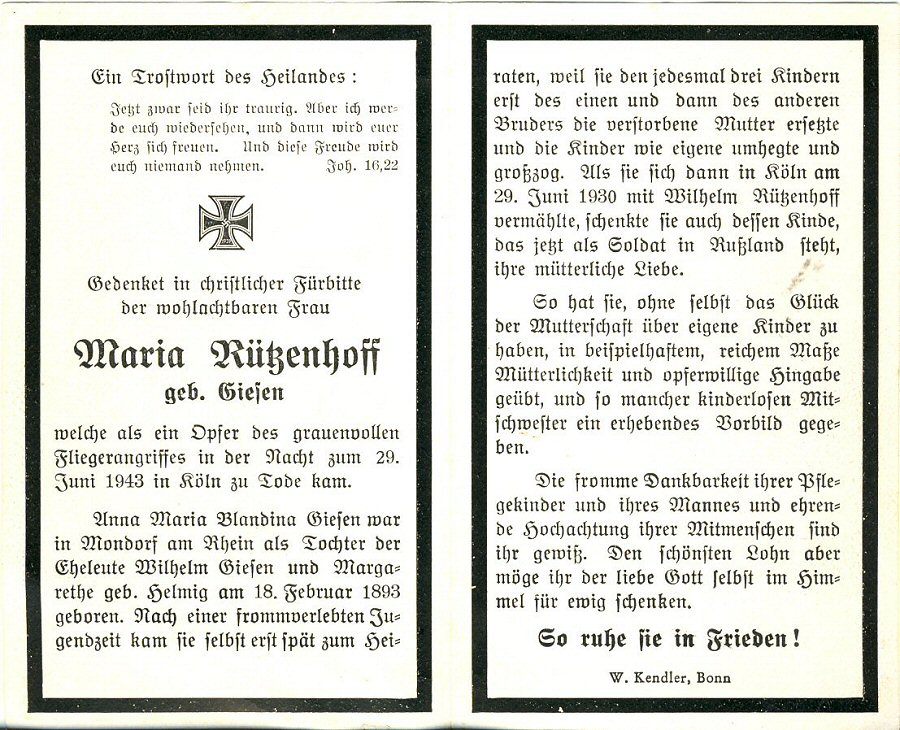 Ein Trostwort des Heilandes:
Jetzt zwar seid ihr traurig. Aber ich wer-
de euch wiedersehen, und dann wird euer
Herz sich freuen. Und diese Freude wird
euch niemand nehmen. Joh. 16,22
Gedenket in christlicher Fürbitte
der wohlachtbaren Frau
Maria Rützenhoff
geb. Giesen
welche als ein Opfer des grauenvollen
Fliegerangriffes in der Nacht zum 29.
Juni 1943 in Köln zu Tode kam.
Anna Maria Blandina Giesen war
in Mondorf am Rhein als Tochter der
Eheleute Wilhelm Giesen und Marga-
rethe geb. Helmig am 18. Februar 1893
geboren. Nach einer frommverlebten Ju-
gendzeit kam sie selbst erst spät zum Hei-
raten, weil sie den jedesmal drei Kindern
erst des einen und dann des anderen
Bruders die verstorbene Mutter ersetzte
und die Kinder wie eigene umhegte und
großzog. Als sie sich dann in Köln am
29. Juni 1930 mit Wilhelm Rützenhoff
vermählte, schenkte sie auch dessen Kinde,
das jetzt als Soldat in Rußland steht,
ihre mütterliche Liebe.
So hat sie, ohne selbst das Glück
der Mutterschaft über eigene Kinder zu
haben, in beispielhaftem, reichem Maße
Mütterlichkeit und opferwillige Hingabe
geübt, und so mancher kinderlosen Mit-
schwester ein erhebendes Vorbild gege-
ben.
Die fromme Dankbarkeit ihrer Pfle-
gekinder und ihres Mannes und ehren-
de Hochachtung ihrer Mitmenschen sind
ihr gewiß. Den schönsten Lohn aber
möge ihr der liebe Gott selbst im Him-
mel für ewig schenken.
So ruhe sie in Frieden!
W. Kendler, Bonn